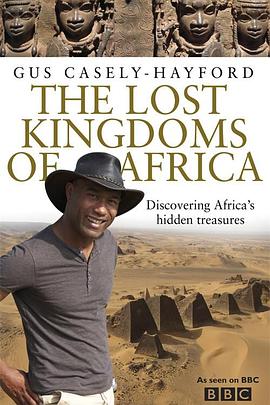 GUS CASELY-HAYFORD
THE LOST
KINGDOMS
OF AFRICA
Discovering Africa's
hidden treasures
As seen on BBC
BBC